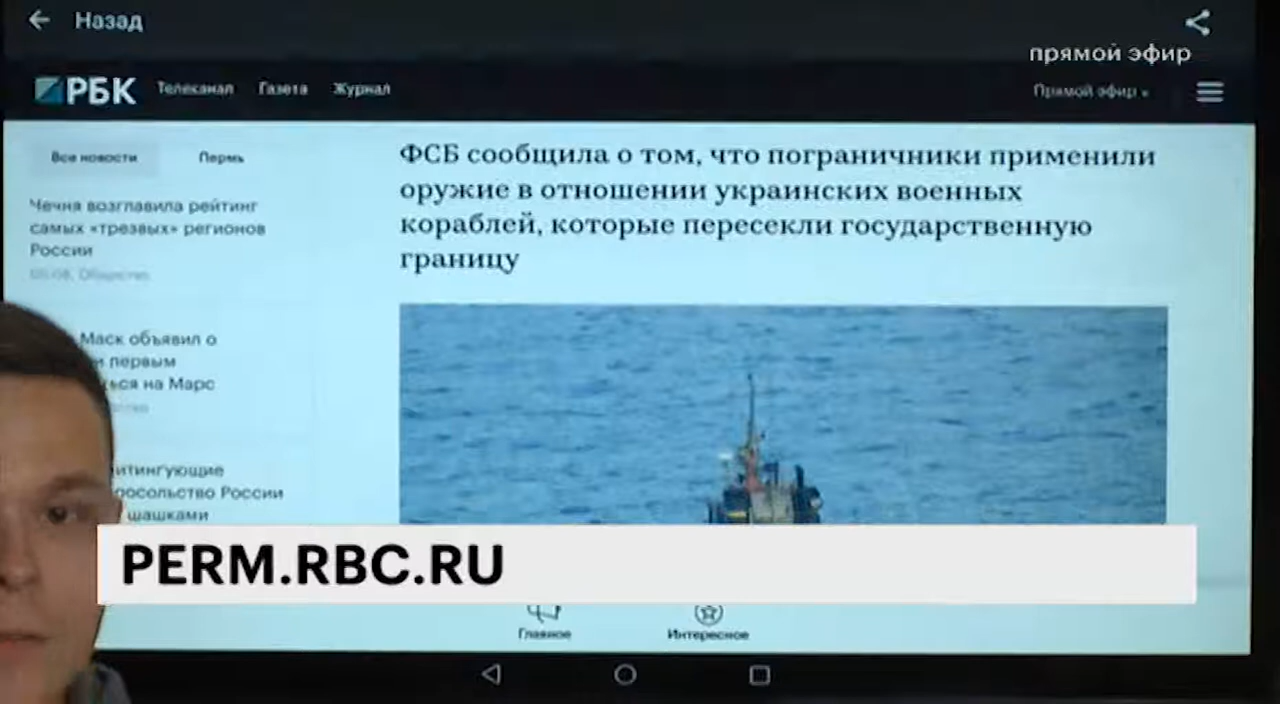 Назад
прямой эфир
РБК
Телеканал
Газета
Журнал
Прямой эфир
Все новости
Пермь
Чечня возглавила рейтинг
самых «трезвых» регионов
России
Общество
ФСБ сообщила о том, что пограничники применили
оружие в отношении украинских военных
кораблей, которые пересекли государственную
границу
Маск объявил о
первым
на Марс
посольство России
шашками
PERM.RBC.RU
Главное
Интересное